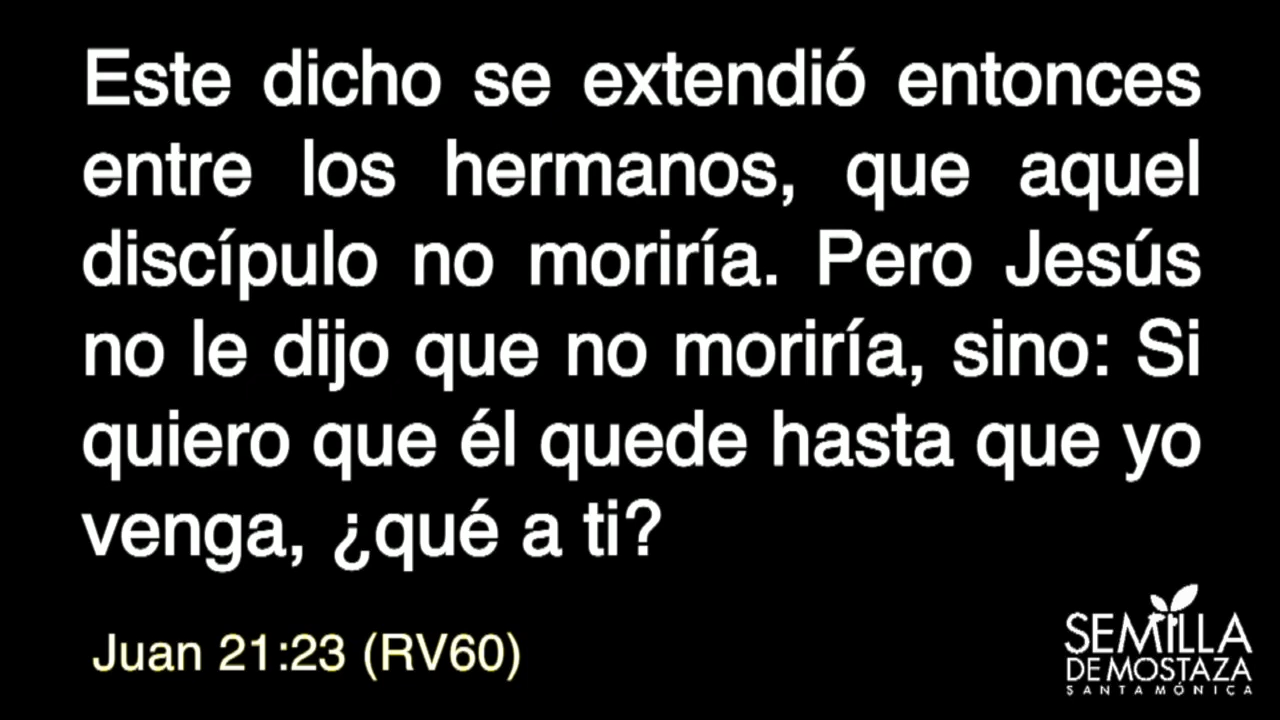 Este dicho se extendió entonces
entre los hermanos, que aquel
discípulo no moriría. Pero Jesús
no le dijo que no moriría, sino: Si
quiero que él quede hasta que yo
venga, ¿qué a ti?
Juan 21:23 (RV60)
SEMILLA
DE MOSTAZA
SANTA MÓNICA